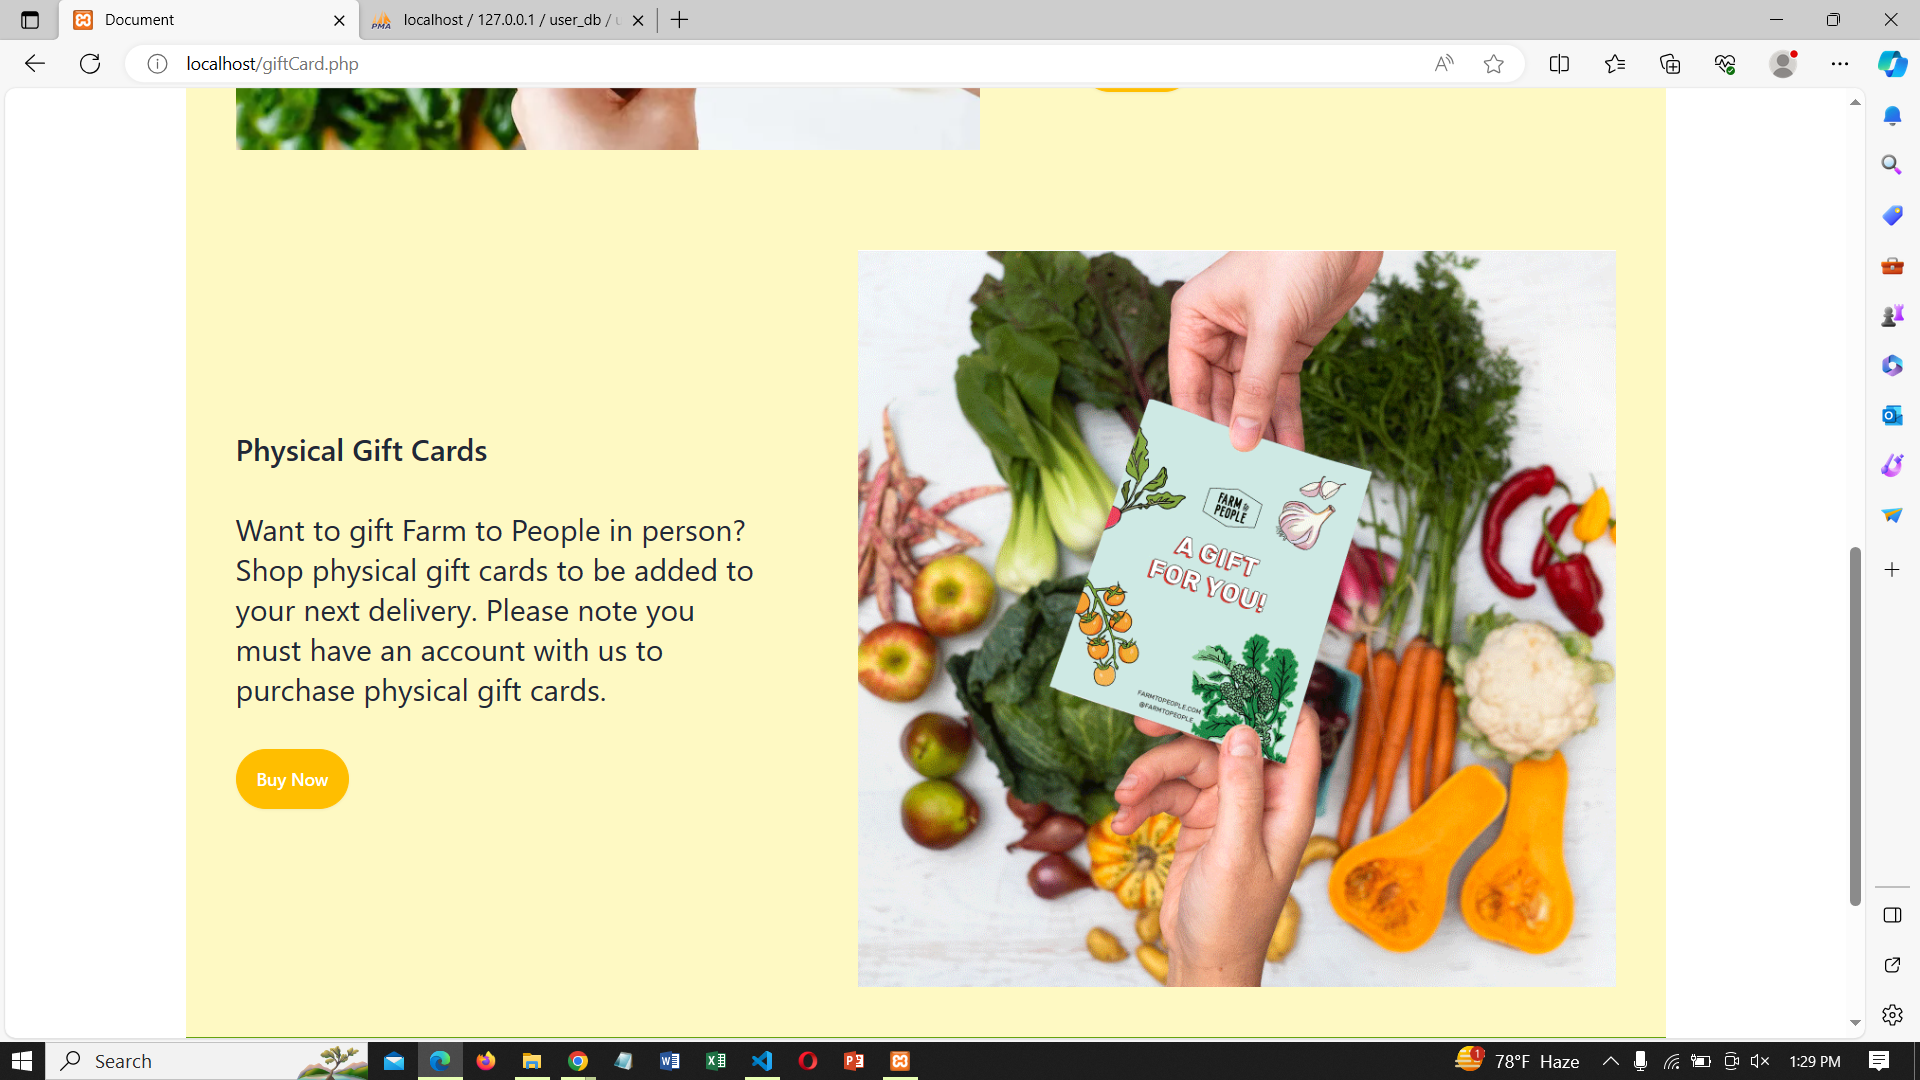 Document
localhost / 127.0.0.1 / user_db / u
localhost/giftCard.php
Physical Gift Cards
Want to gift Farm to People in person?
Shop physical gift cards to be added to
your next delivery. Please note you
must have an account with us to
purchase physical gift cards.
Buy Now
FARM to
PEOPLE
A GIFT
FOR YOU!
FARMTOPEOPLE.COM
@FARMTOPEOPLE
Search
1
78°F Haze
1:29 PM